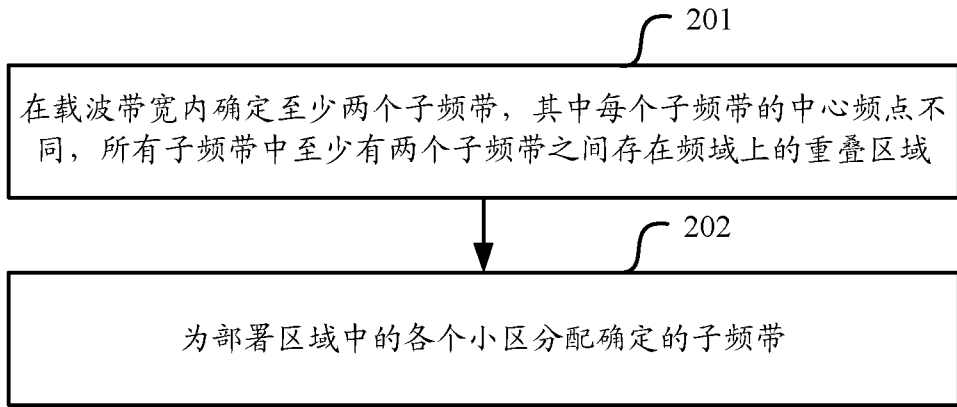 201
在载波带宽内确定至少两个子频带，其中每个子频带的中心频点不
同，所有子频带中至少有两个子频带之间存在频域上的重叠区域
202
为部署区域中的各个小区分配确定的子频带